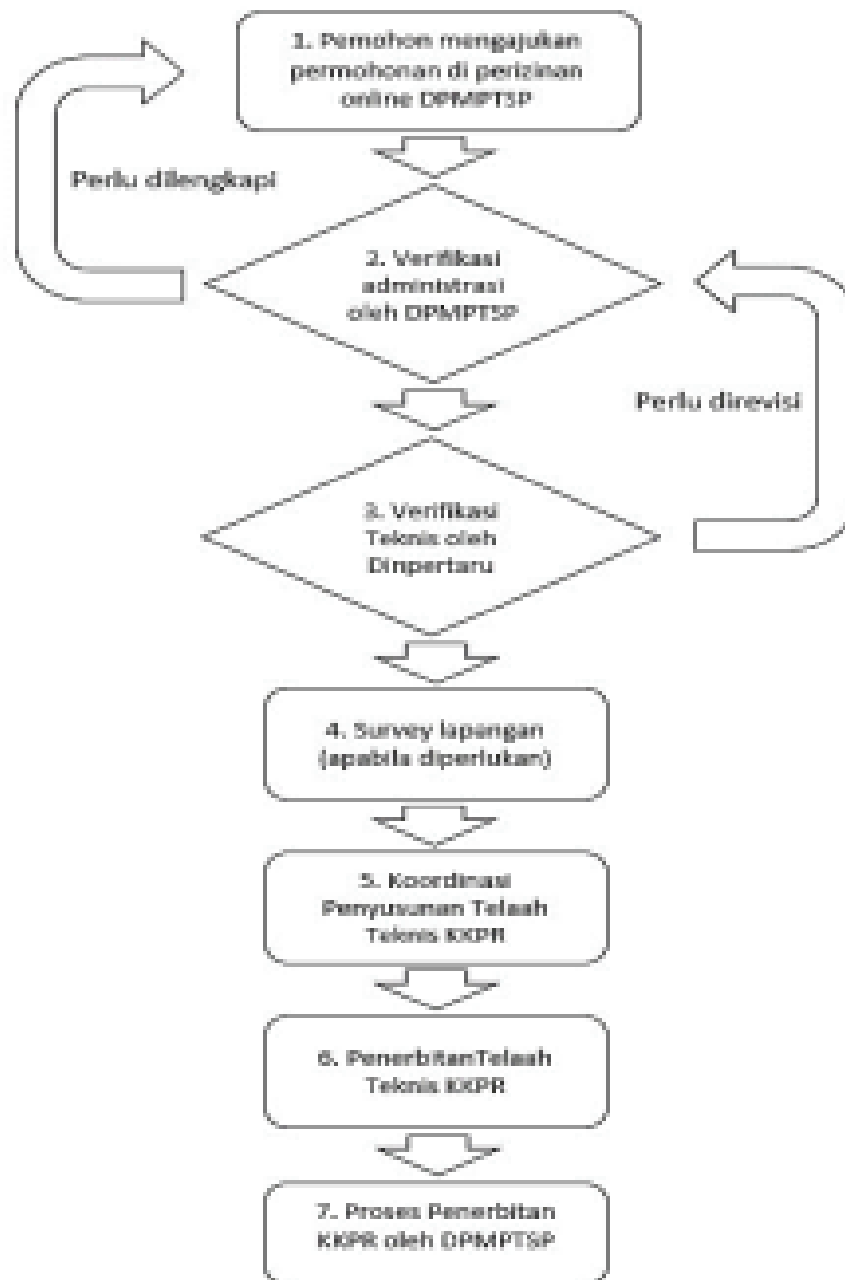 1. Pemohon mengajukan
permohonan di perizinan
online DPMPTSP
Perlu dilengkapi
2. Verifikasi
administrasi
oleh DPMPTSP
Perlu direvisi
3. Verifikasi
Teknis oleh
Dinpertaru
4. Survey lapangan
(apabila diperlukan)
5. Koordinasi
Penyusunan Telaah
Teknis KKPR
6. PenerbitanTelaah
Teknis KKPR
7. Proses Penerbitan
KKPR oleh DPMPTSP